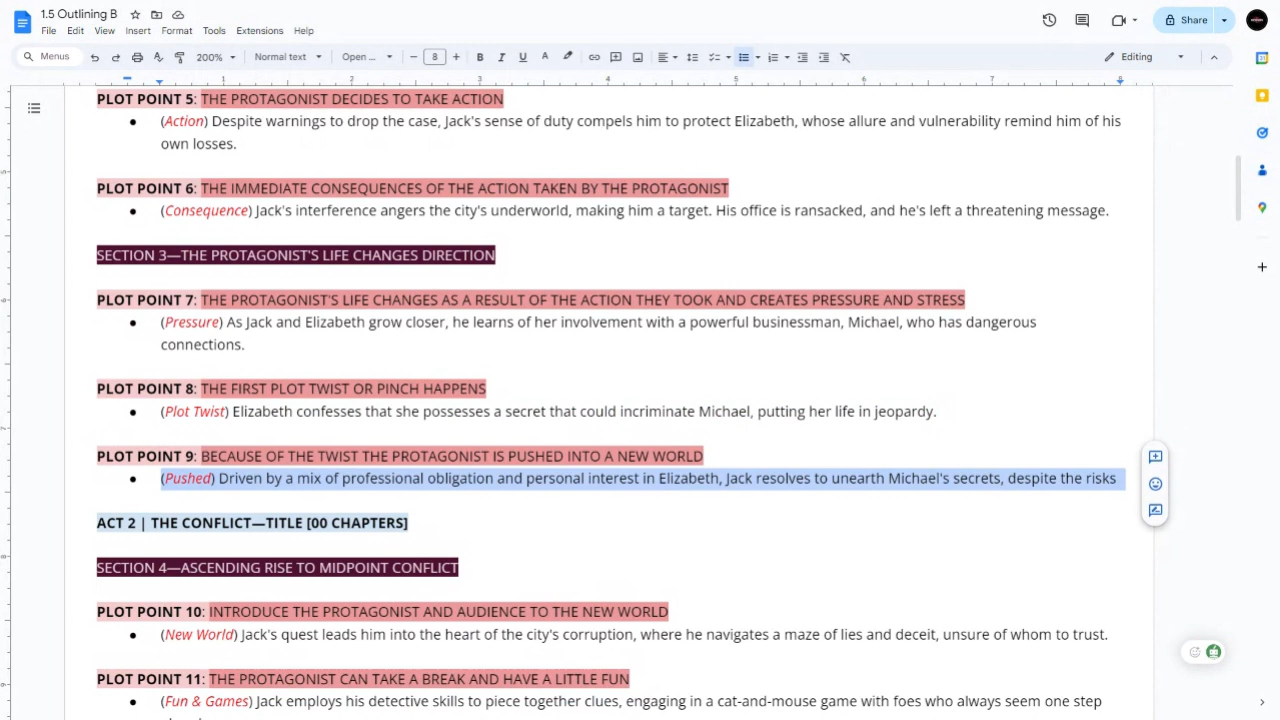 1.5 Outlining B
File Edit View Insert Format Tools Extensions Help
Share
Menus 200% Normal text Open ... 8 B I U A Editing
1 2 3 4 5 6 7 8
PLOT POINT 5: THE PROTAGONIST DECIDES TO TAKE ACTION
● (Action) Despite warnings to drop the case, Jack's sense of duty compels him to protect Elizabeth, whose allure and vulnerability remind him of his
own losses.
PLOT POINT 6: THE IMMEDIATE CONSEQUENCES OF THE ACTION TAKEN BY THE PROTAGONIST
● (Consequence) Jack's interference angers the city's underworld, making him a target. His office is ransacked, and he's left a threatening message.
SECTION 3—THE PROTAGONIST'S LIFE CHANGES DIRECTION
PLOT POINT 7: THE PROTAGONIST'S LIFE CHANGES AS A RESULT OF THE ACTION THEY TOOK AND CREATES PRESSURE AND STRESS
● (Pressure) As Jack and Elizabeth grow closer, he learns of her involvement with a powerful businessman, Michael, who has dangerous
connections.
PLOT POINT 8: THE FIRST PLOT TWIST OR PINCH HAPPENS
● (Plot Twist) Elizabeth confesses that she possesses a secret that could incriminate Michael, putting her life in jeopardy.
PLOT POINT 9: BECAUSE OF THE TWIST THE PROTAGONIST IS PUSHED INTO A NEW WORLD
● (Pushed) Driven by a mix of professional obligation and personal interest in Elizabeth, Jack resolves to unearth Michael's secrets, despite the risks
ACT 2 | THE CONFLICT—TITLE [00 CHAPTERS]
SECTION 4—ASCENDING RISE TO MIDPOINT CONFLICT
PLOT POINT 10: INTRODUCE THE PROTAGONIST AND AUDIENCE TO THE NEW WORLD
● (New World) Jack's quest leads him into the heart of the city's corruption, where he navigates a maze of lies and deceit, unsure of whom to trust.
PLOT POINT 11: THE PROTAGONIST CAN TAKE A BREAK AND HAVE A LITTLE FUN
● (Fun & Games) Jack employs his detective skills to piece together clues, engaging in a cat-and-mouse game with foes who always seem one step